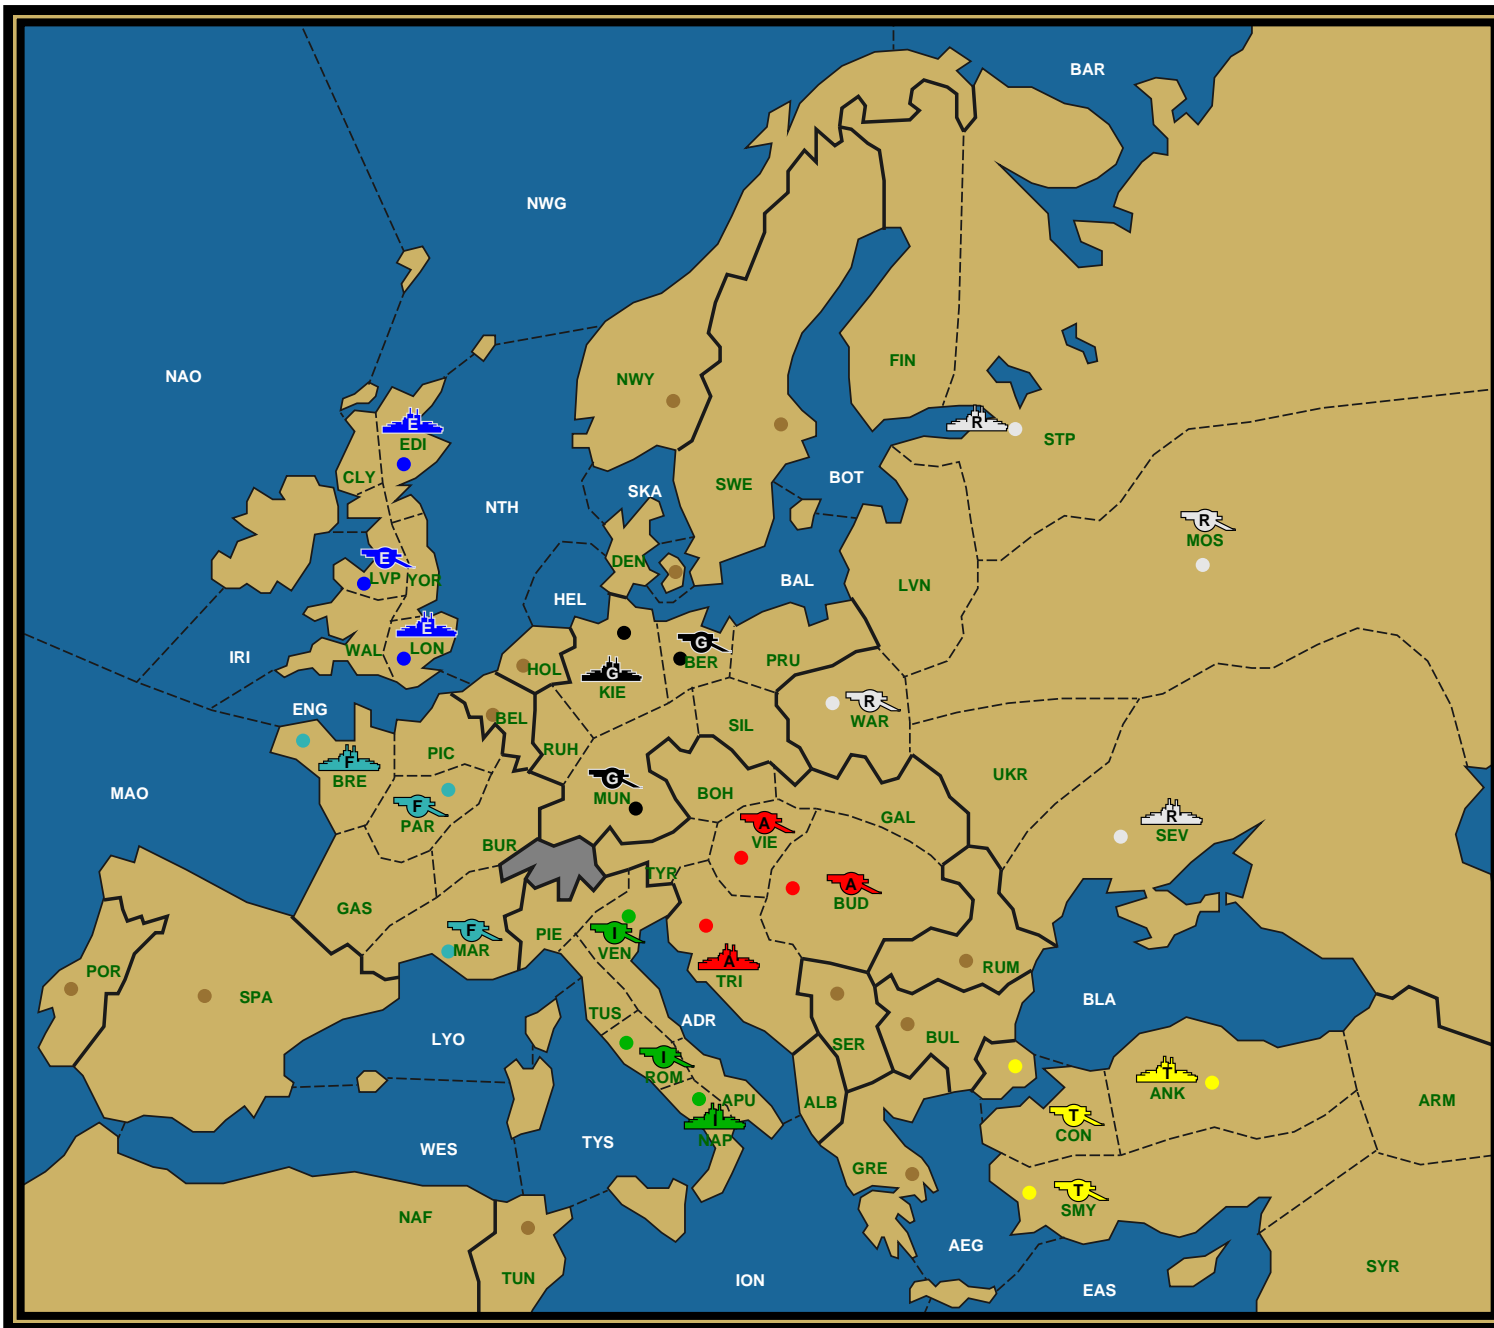 BAR
NWG
NAO
FIN
NWY
R
E
EDI
STP
CLY
SKA
SWE
BOT
NTH
R
MOS
E
LVP
YOR
DEN
BAL
LVN
HEL
E
LON
WAL
IRI
HOL
G
BER
PRU
G
KIE
R
WAR
ENG
BEL
SIL
PIC
RUH
F
BRE
UKR
G
MUN
BOH
MAO
F
PAR
GAL
R
SEV
A
VIE
BUR
TYR
A
BUD
GAS
F
MAR
PIE
I
VEN
A
TRI
RUM
POR
SPA
BLA
TUS
ADR
LYO
SER
BUL
I
ROM
T
ANK
APU
ALB
ARM
I
NAP
T
CON
WES
TYS
GRE
T
SMY
NAF
AEG
SYR
TUN
ION
EAS